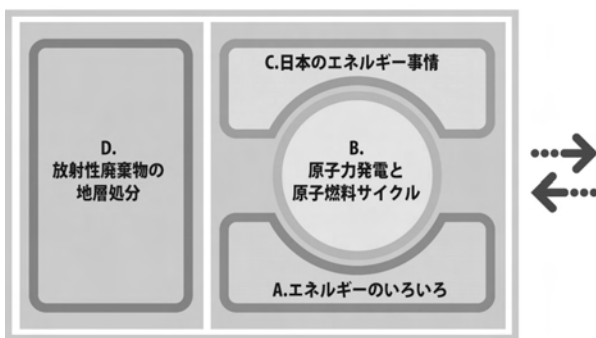 D.
放射性廃棄物の
地層処分
C.日本のエネルギー事情
B.
原子力発電と
原子燃料サイクル
A.エネルギーのいろいろ